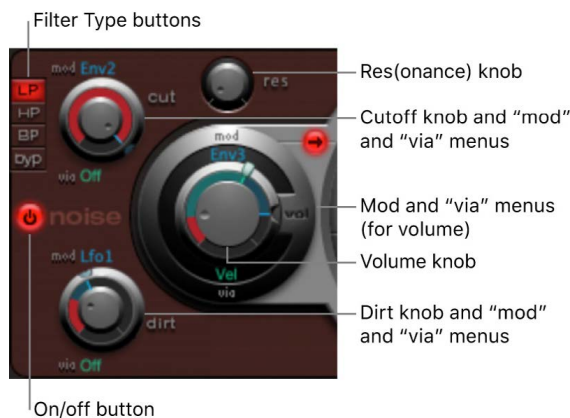 Filter Type buttons
mod Env2
LP
HP
BP
byp
cut
via Off
res
Res(onance) knob
Cutoff knob and “mod”
and “via” menus
mod
Env3
vol
Vel
via
Mod and “via” menus
(for volume)
Volume knob
noise
mod Lfo1
dirt
via Off
Dirt knob and “mod”
and “via” menus
On/off button